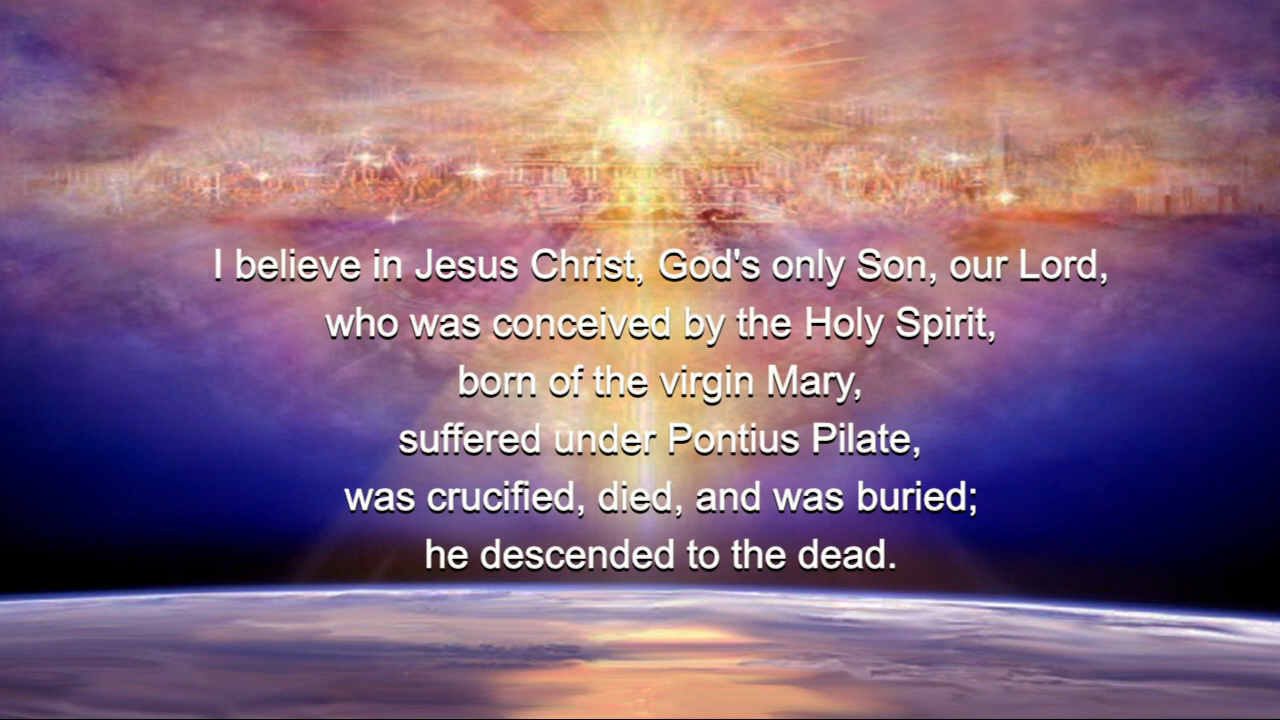 I believe in Jesus Christ, God's only Son, our Lord,
who was conceived by the Holy Spirit,
born of the virgin Mary,
suffered under Pontius Pilate,
was crucified, died, and was buried;
he descended to the dead.